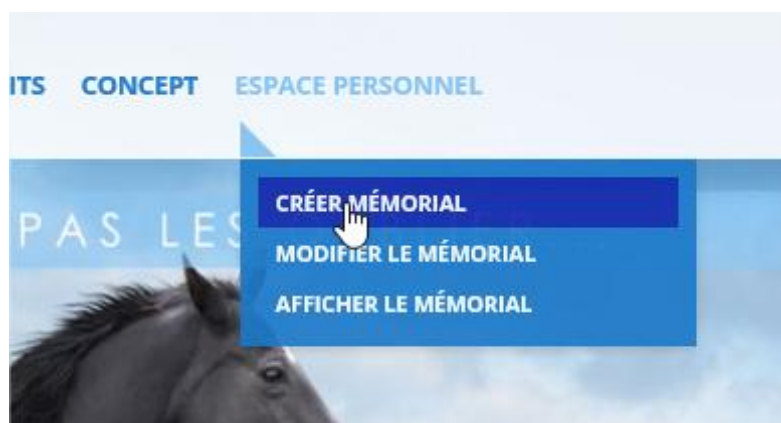 ITS CONCEPT ESPACE PERSONNEL
CRÉER MÉMORIAL
PAS LES
MODIFIER LE MÉMORIAL
AFFICHER LE MÉMORIAL